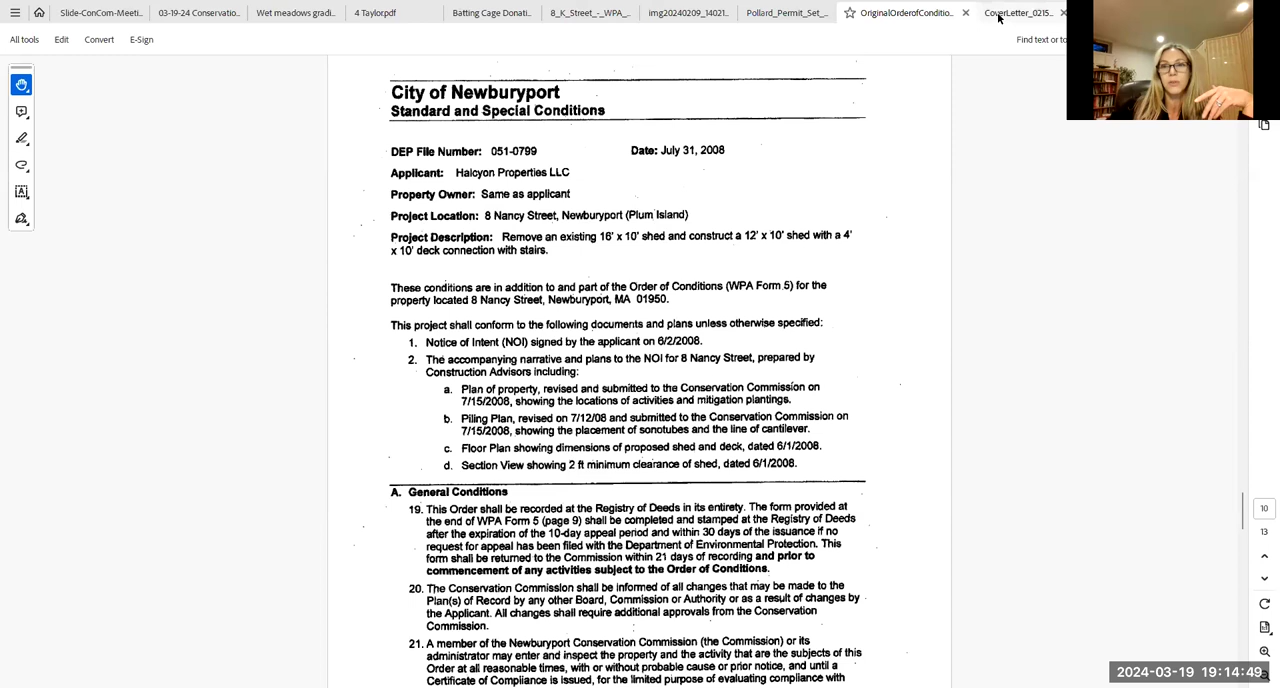 Slide-ConCom-Meeti...
03-19-24 Conservatio...
Wet meadows gradi...
4 Taylor.pdf
Batting Cage Donati...
8_K_Street_-_WPA_...
img20240209_14021...
Pollard_Permit_Set_...
OriginalOrderofConditio...
CoverLetter_0215...
All tools
Edit
Convert
E-Sign
Find text or to
City of Newburyport
Standard and Special Conditions
DEP File Number: 051-0799 Date: July 31, 2008
Applicant: Halcyon Properties LLC
Property Owner: Same as applicant
Project Location: 8 Nancy Street, Newburyport (Plum Island)
Project Description: Remove an existing 16' x 10' shed and construct a 12' x 10' shed with a 4'
x 10' deck connection with stairs.
These conditions are in addition to and part of the Order of Conditions (WPA Form 5) for the
property located 8 Nancy Street, Newburyport, MA 01950.
This project shall conform to the following documents and plans unless otherwise specified:
1. Notice of Intent (NOI) signed by the applicant on 6/2/2008.
2. The accompanying narrative and plans to the NOI for 8 Nancy Street, prepared by
Construction Advisors including:
a. Plan of property, revised and submitted to the Conservation Commission on
7/15/2008, showing the locations of activities and mitigation plantings.
b. Piling Plan, revised on 7/12/08 and submitted to the Conservation Commission on
7/15/2008, showing the placement of sonotubes and the line of cantilever.
c. Floor Plan showing dimensions of proposed shed and deck, dated 6/1/2008.
d. Section View showing 2 ft minimum clearance of shed, dated 6/1/2008.
A. General Conditions
19. This Order shall be recorded at the Registry of Deeds in its entirety. The form provided at
the end of WPA Form 5 (page 9) shall be completed and stamped at the Registry of Deeds
after the expiration of the 10-day appeal period and within 30 days of the issuance if no
request for appeal has been filed with the Department of Environmental Protection. This
form shall be returned to the Commission within 21 days of recording and prior to
commencement of any activities subject to the Order of Conditions.
20. The Conservation Commission shall be informed of all changes that may be made to the
Plan(s) of Record by any other Board, Commission or Authority or as a result of changes by
the Applicant. All changes shall require additional approvals from the Conservation
Commission.
21. A member of the Newburyport Conservation Commission (the Commission) or its
administrator may enter and inspect the property and the activity that are the subjects of this
Order at all reasonable times, with or without probable cause or prior notice, and until a
Certificate of Compliance is issued, for the limited purpose of evaluating compliance with
10
13
2024-03-19 19:14:49